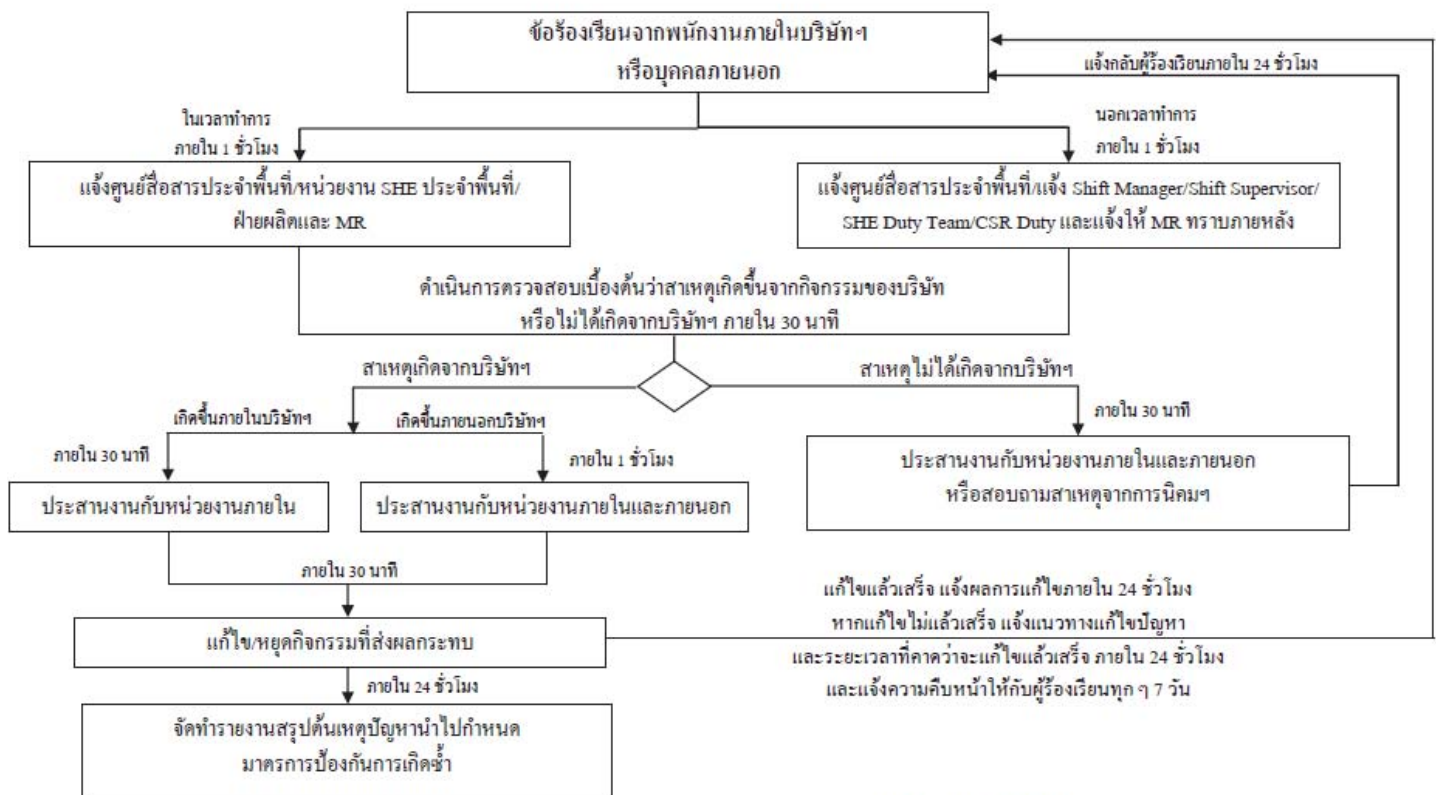 ข้อร้องเรียนจากพนักงานภายในบริษัทฯ
หรือบุคคลภายนอก
แจ้งกลับผู้ร้องเรียนภายใน 24 ชั่วโมง
ในเวลาทำการ
ภายใน 1 ชั่วโมง
นอกเวลาทำการ
ภายใน 1 ชั่วโมง
แจ้งศูนย์สื่อสารประจำพื้นที่/หน่วยงาน SHE ประจำพื้นที่/
ฝ่ายผลิตและ MR
แจ้งศูนย์สื่อสารประจำพื้นที่/แจ้ง Shift Manager/Shift Supervisor/
SHE Duty Team/CSR Duty และแจ้งให้ MR ทราบภายหลัง
ดำเนินการตรวจสอบเบื้องต้นว่าสาเหตุเกิดขึ้นจากกิจกรรมของบริษัท
หรือไม่ได้เกิดจากบริษัทฯ ภายใน 30 นาที
สาเหตุเกิดจากบริษัทฯ
สาเหตุไม่ได้เกิดจากบริษัทฯ
เกิดขึ้นภายในบริษัทฯ
เกิดขึ้นภายนอกบริษัทฯ
ภายใน 30 นาที
ภายใน 30 นาที
ภายใน 1 ชั่วโมง
ประสานงานกับหน่วยงานภายในและภายนอก
หรือสอบถามสาเหตุจากการนิคมฯ
ประสานงานกับหน่วยงานภายใน
ประสานงานกับหน่วยงานภายในและภายนอก
ภายใน 30 นาที
แก้ไข/หยุดกิจกรรมที่ส่งผลกระทบ
แก้ไขแล้วเสร็จ แจ้งผลการแก้ไขภายใน 24 ชั่วโมง
หากแก้ไขไม่แล้วเสร็จ แจ้งแนวทางแก้ไขปัญหา
และระยะเวลาที่คาดว่าจะแก้ไขแล้วเสร็จ ภายใน 24 ชั่วโมง
และแจ้งความคืบหน้าให้กับผู้ร้องเรียนทุก ๆ 7 วัน
ภายใน 24 ชั่วโมง
จัดทำรายงานสรุปต้นเหตุปัญหานำไปกำหนด
มาตรการป้องกันการเกิดซ้ำ